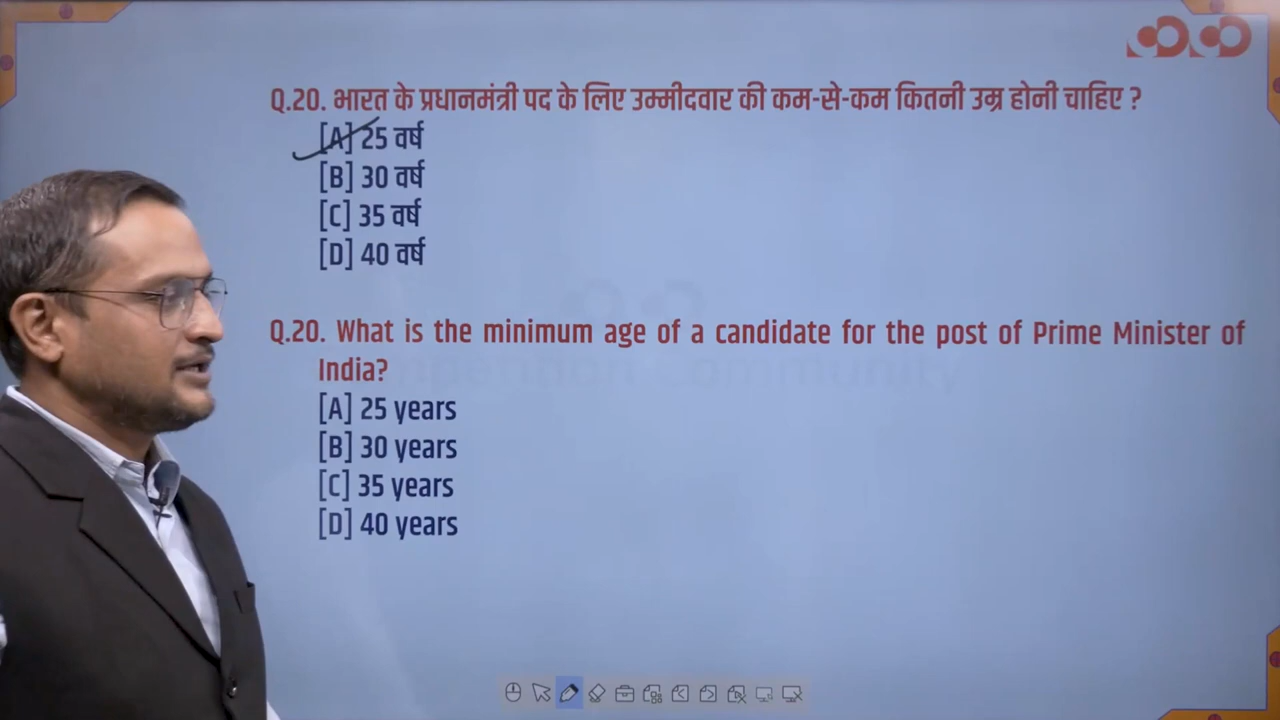 Q.20. भारत के प्रधानमंत्री पद के लिए उम्मीदवार की कम-से-कम कितनी उम्र होनी चाहिए ?
[A] 25 वर्ष
[B] 30 वर्ष
[C] 35 वर्ष
[D] 40 वर्ष
Q.20. What is the minimum age of a candidate for the post of Prime Minister of
India?
[A] 25 years
[B] 30 years
[C] 35 years
[D] 40 years